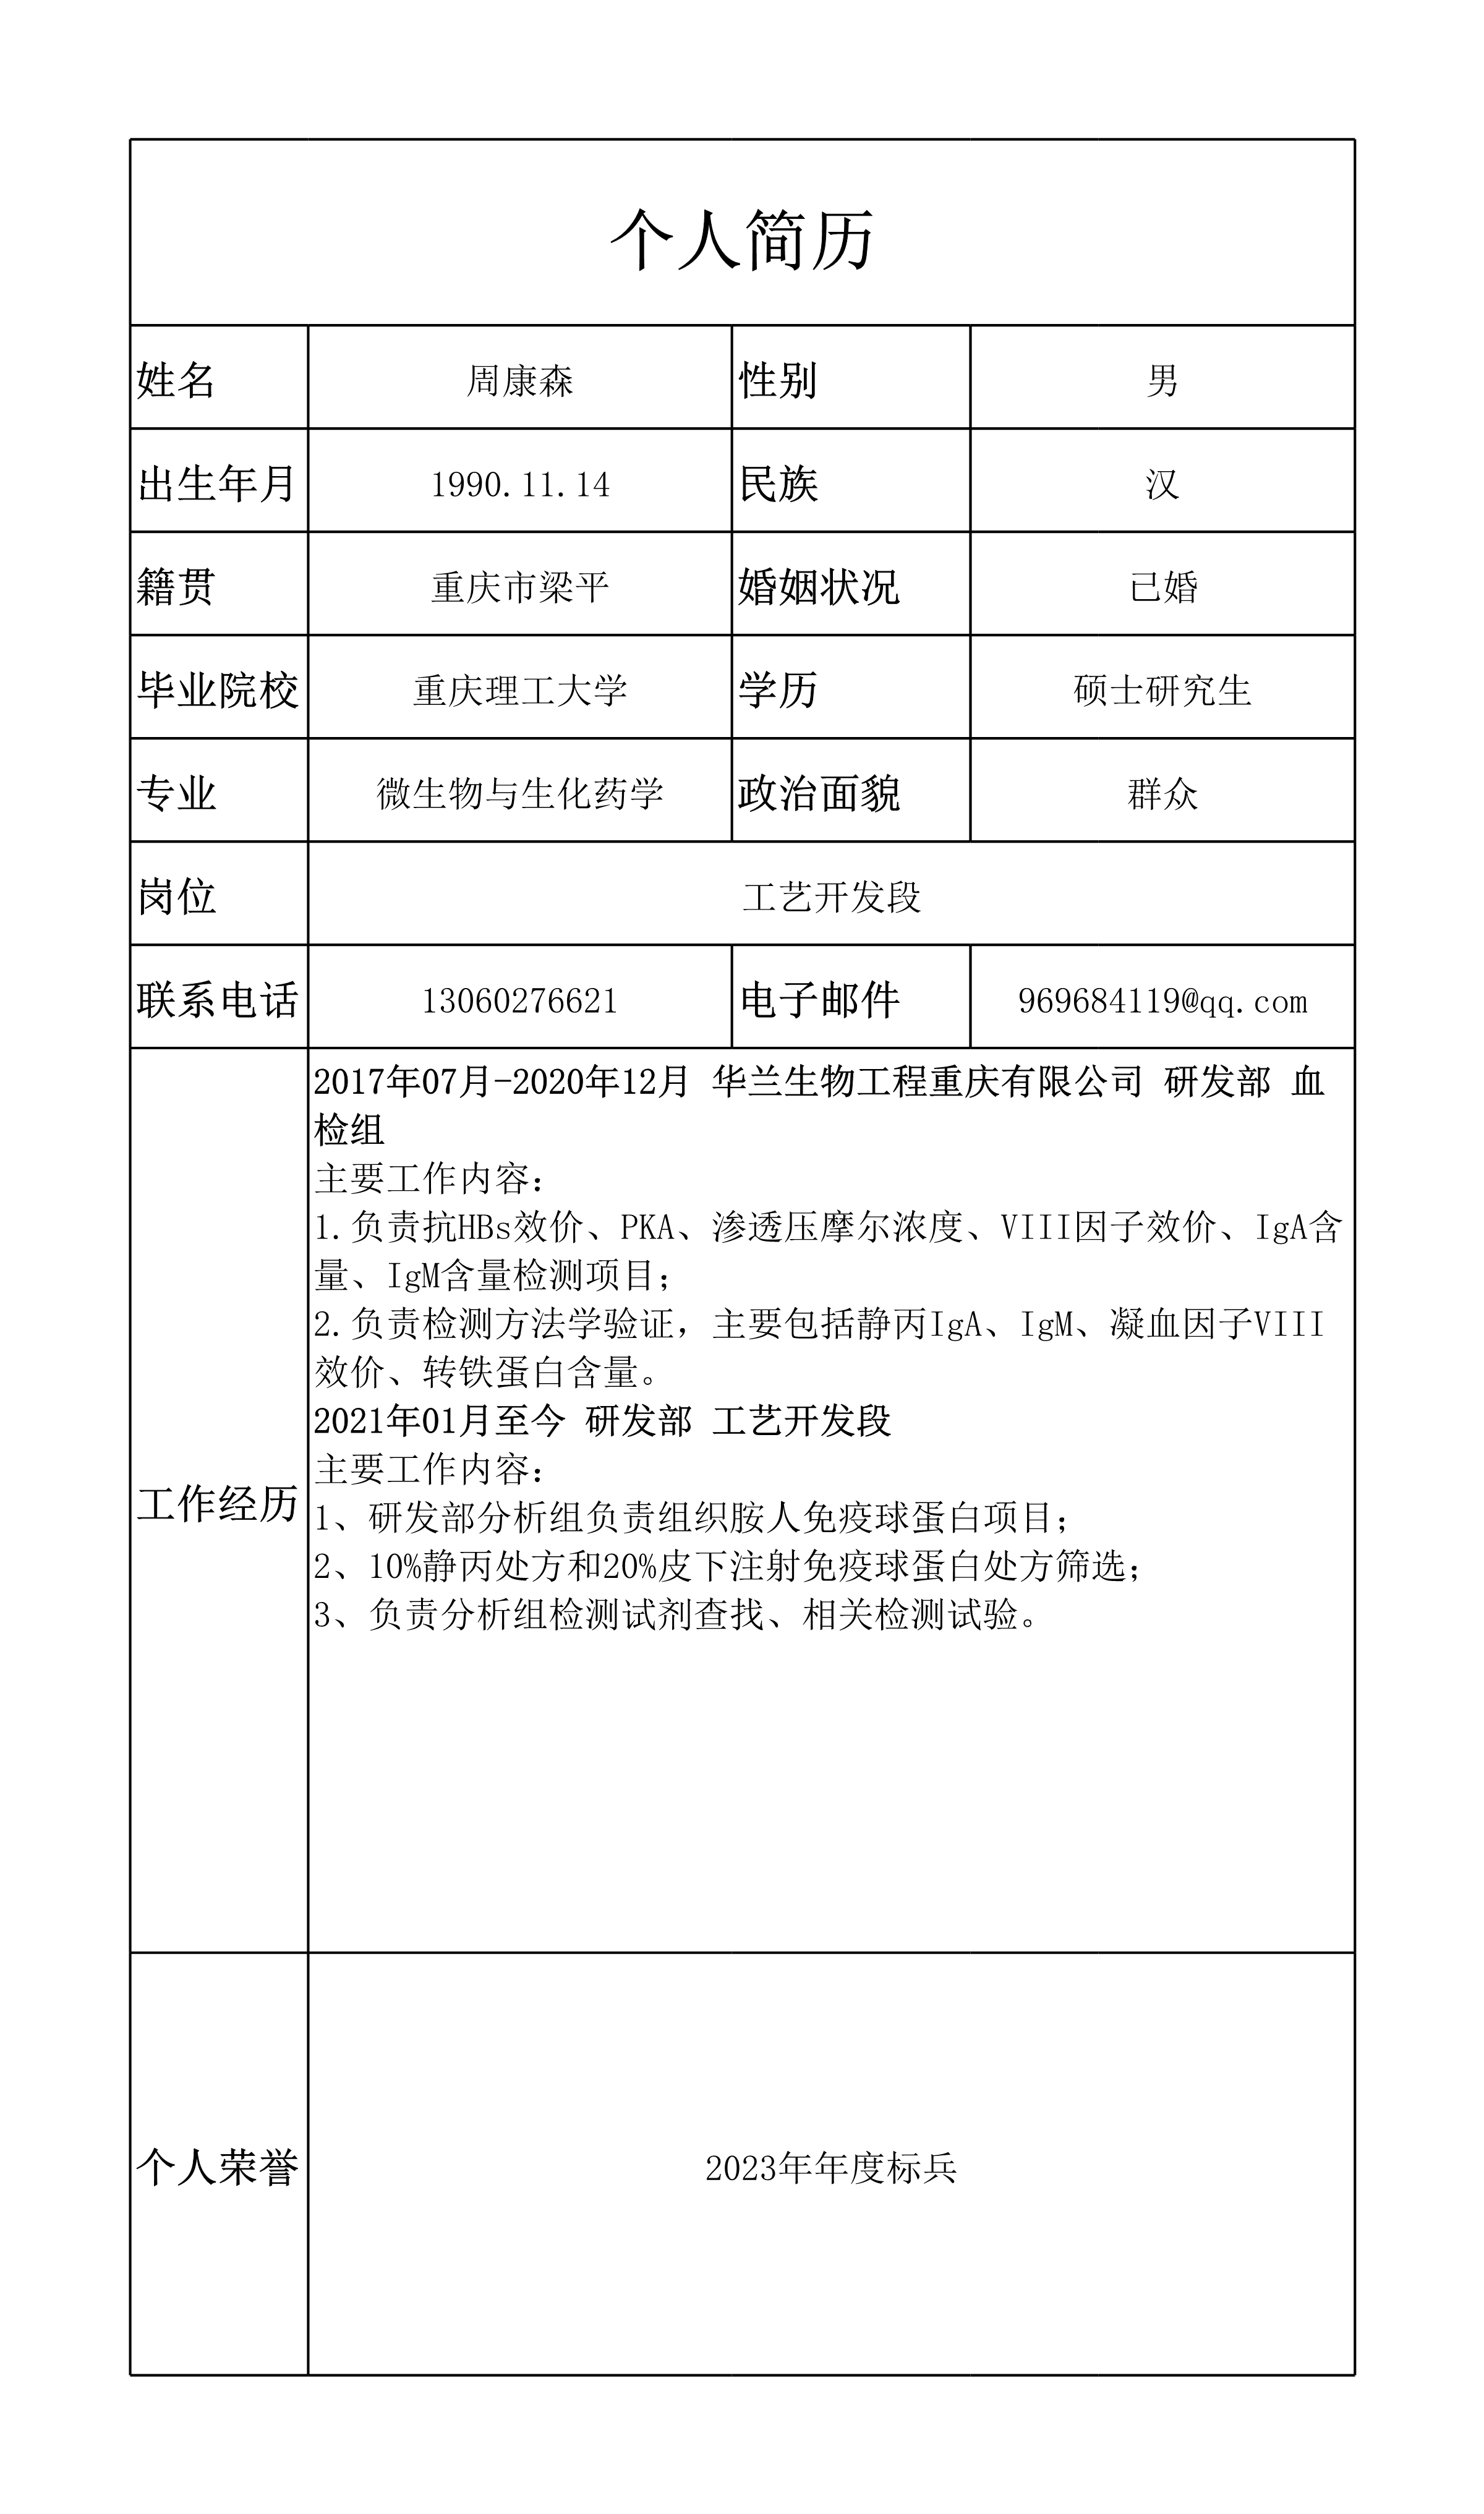 个人简历
姓名 周康森 性别 男
出生年月 1990.11.14 民族 汉
籍贯 重庆市梁平 婚姻状况 已婚
毕业院校 重庆理工大学 学历 硕士研究生
专业 微生物与生化药学 政治面貌 群众
岗位 工艺开发段
联系电话 13060276621 电子邮件 969684119@qq.com
工作经历
2017年07月-2020年12月 华兰生物工程重庆有限公司 研发部 血
检组
主要工作内容：
1.负责抗HBs效价、PKA、渗透压摩尔浓度、VIII因子效价、IgA含
量、IgM含量检测项目；
2.负责检测方法学验证，主要包括静丙IgA、IgM、凝血因子VIII
效价、转铁蛋白含量。
2021年01月至今 研发部 工艺开发段
主要工作内容：
1、研发部分析组负责组织胺人免疫球蛋白项目；
2、10%静丙处方和20%皮下注射免疫球蛋白处方筛选；
3、负责分析组检测试剂查找、相关检测试验。
个人荣誉 2023年年度标兵